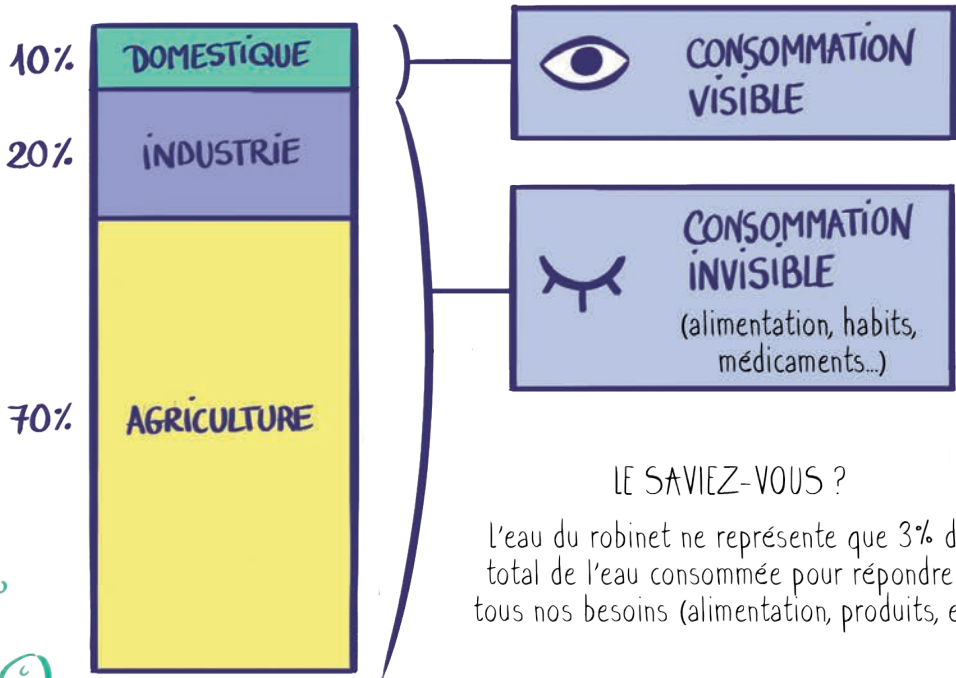 10%
DOMESTIQUE
20%
INDUSTRIE
70%
AGRICULTURE
CONSOMMATION
VISIBLE
CONSOMMATION
INVISIBLE
(alimentation, habits,
médicaments...)
LE SAVIEZ-VOUS ?
L'eau du robinet ne représente que 3% d
total de l'eau consommée pour répondre
tous nos besoins (alimentation, produits, e